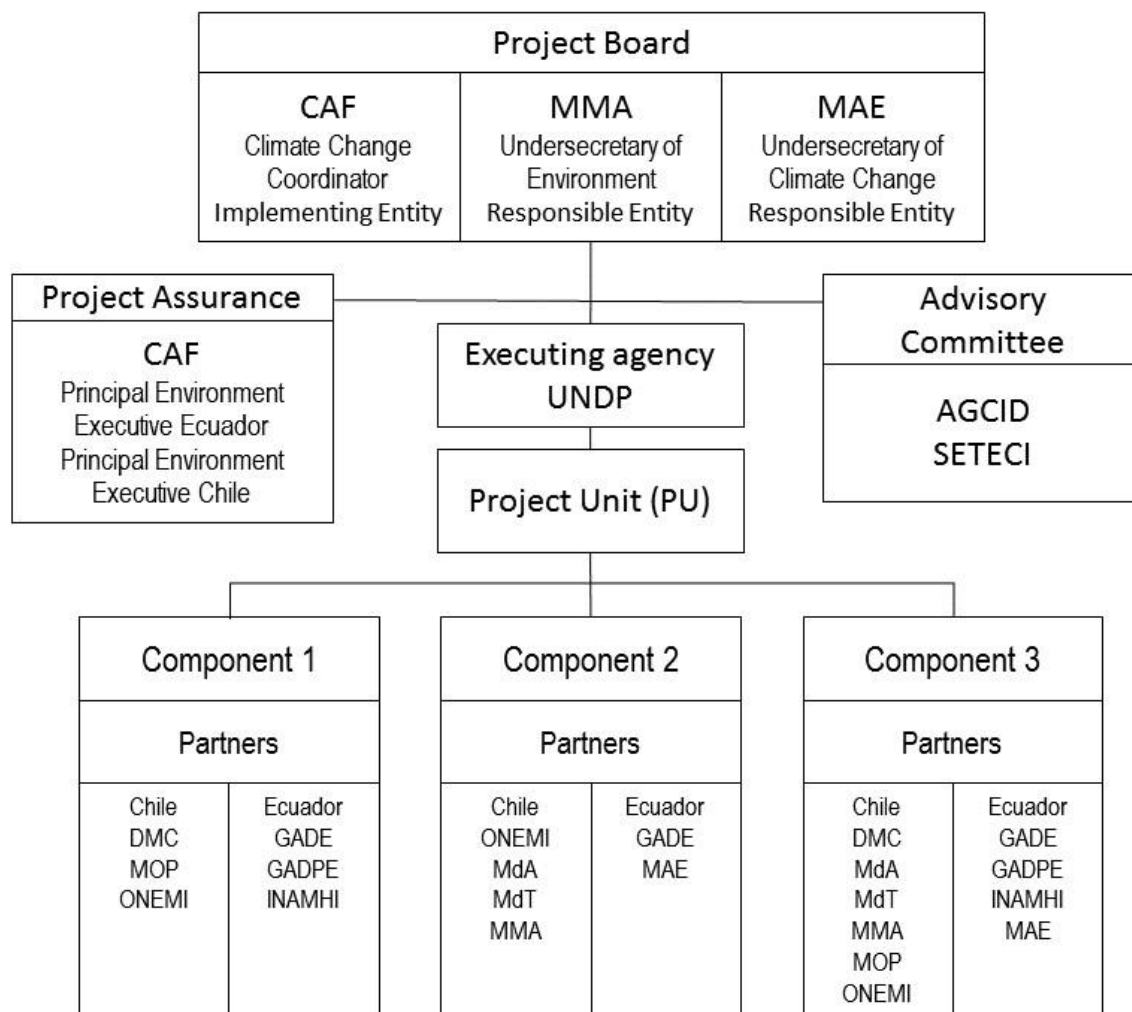 Project Board
CAF
Climate Change
Coordinator
Implementing Entity
MMA
Undersecretary of
Environment
Responsible Entity
MAE
Undersecretary of
Climate Change
Responsible Entity
Project Assurance
CAF
Principal Environment
Executive Ecuador
Principal Environment
Executive Chile
Executing agency
UNDP
Project Unit (PU)
Advisory
Committee
AGCID
SETECI
Component 1
Partners
Chile
DMC
MOP
ONEMI
Ecuador
GADE
GADPE
INAMHI
Component 2
Partners
Chile
ONEMI
MdA
MdT
MMA
Ecuador
GADE
MAE
Component 3
Partners
Chile
DMC
MdA
MdT
MMA
MOP
ONEMI
Ecuador
GADE
GADPE
INAMHI
MAE